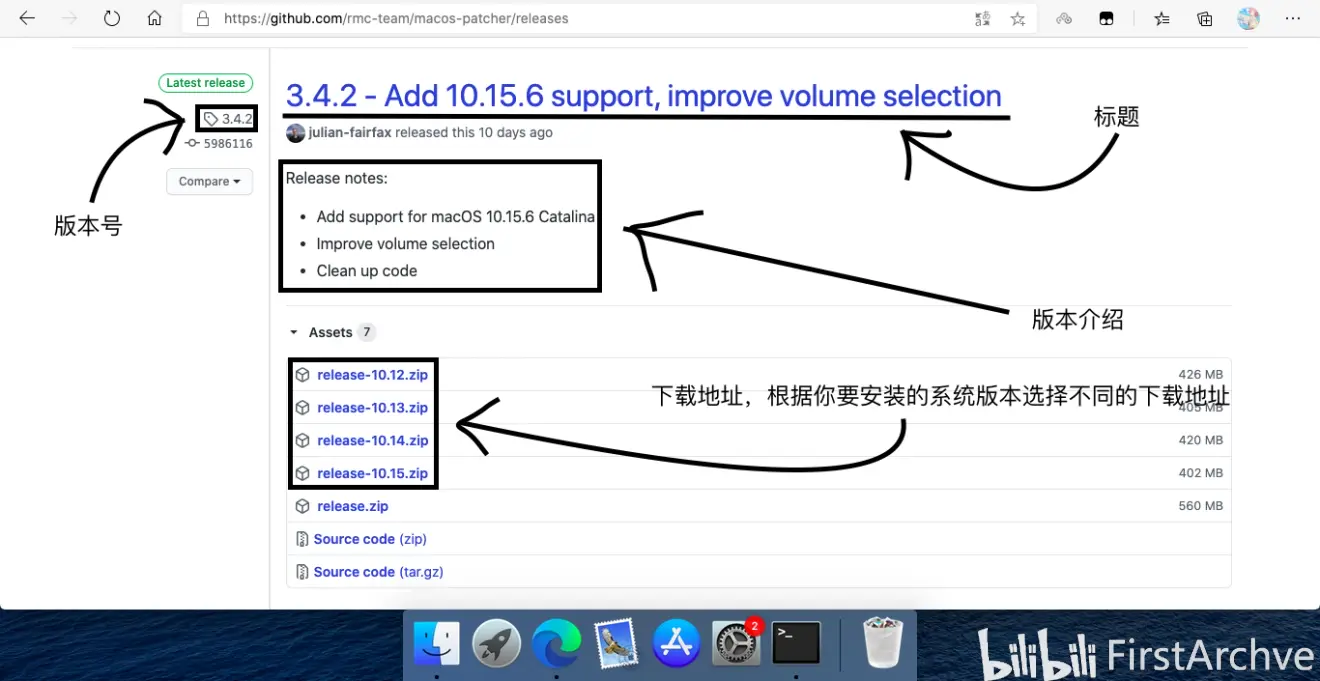 https://github.com/rmc-team/macos-patcher/releases
Latest release
3.4.2
5986116
Compare
版本号
3.4.2 - Add 10.15.6 support, improve volume selection
标题
julian-fairfax released this 10 days ago
Release notes:
• Add support for macOS 10.15.6 Catalina
• Improve volume selection
• Clean up code
版本介绍
Assets 7
release-10.12.zip 426 MB
下载地址，根据你要安装的系统版本选择不同的下载地址
release-10.13.zip 405 MB
release-10.14.zip 420 MB
release-10.15.zip 402 MB
release.zip 560 MB
Source code (zip)
Source code (tar.gz)
2
>_
bilibili FirstArchve